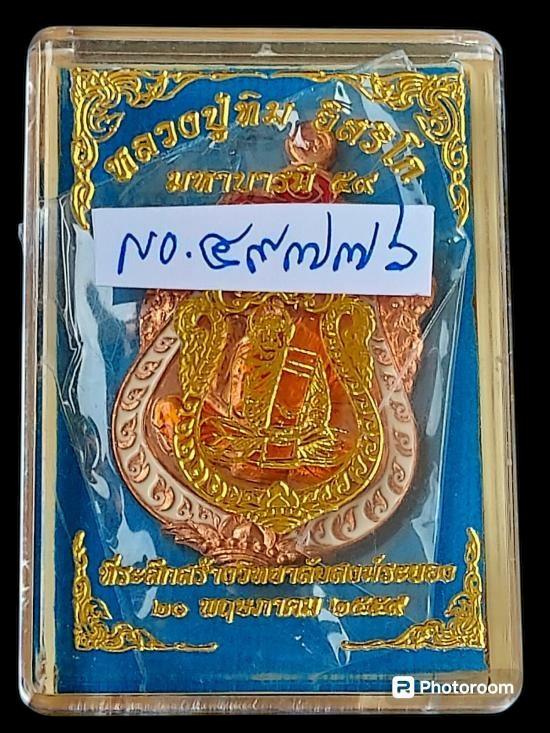 หลวงปู่ทิม อิสริโก
มหาบารมี ๕๙
NO. ๕๙๗๗๖
ที่ระลึกสร้างวิทยาลัยสงฆ์ระยอง
๒๐ พฤษภาคม ๒๕๕๙
Photoroom